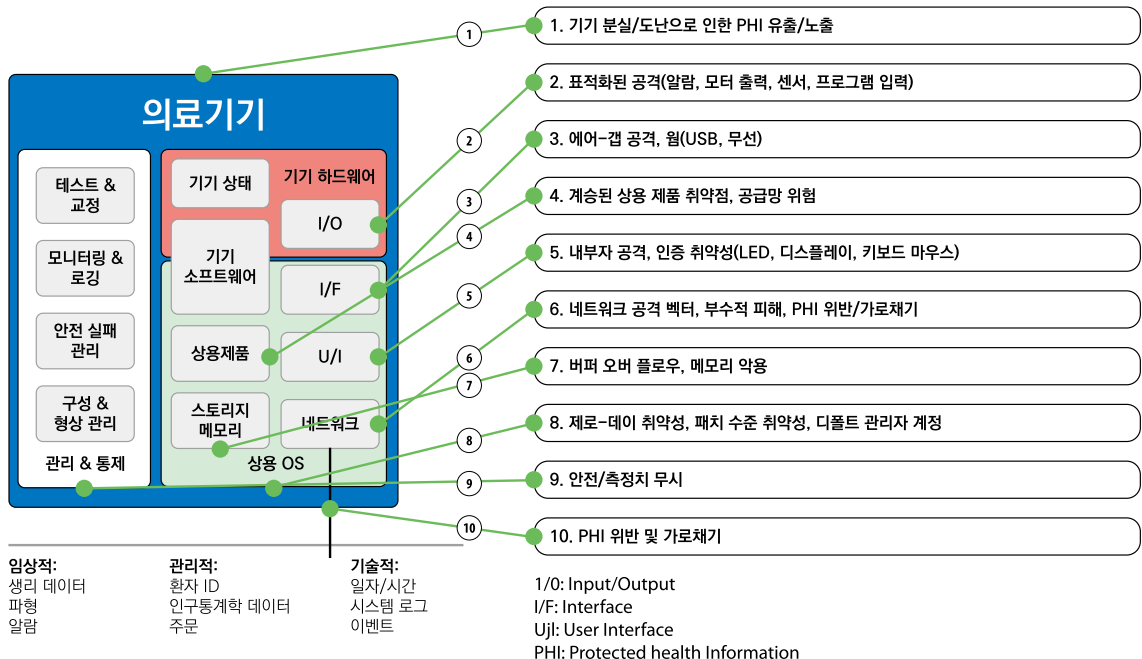 의료기기
테스트 &
교정
모니터링 &
로깅
안전 실패
관리
구성 &
형상 관리
관리 & 통제
기기 상태
기기 하드웨어
I/O
기기
소프트웨어
I/F
상용제품
U/I
스토리지
메모리
네트워크
상용 OS
1
2
3
4
5
6
7
8
9
10
1. 기기 분실/도난으로 인한 PHI 유출/노출
2. 표적화된 공격(알람, 모터 출력, 센서, 프로그램 입력)
3. 에어-갭 공격, 웜(USB, 무선)
4. 계승된 상용 제품 취약점, 공급망 위험
5. 내부자 공격, 인증 취약성(LED, 디스플레이, 키보드 마우스)
6. 네트워크 공격 벡터, 부수적 피해, PHI 위반/가로채기
7. 버퍼 오버 플로우, 메모리 악용
8. 제로-데이 취약성, 패치 수준 취약성, 디폴트 관리자 계정
9. 안전/측정치 무시
10. PHI 위반 및 가로채기
임상적:
생리 데이터
파형
알람
관리적:
환자 ID
인구통계학 데이터
주문
기술적:
일자/시간
시스템 로그
이벤트
1/0: Input/Output
I/F: Interface
Ujl: User Interface
PHI: Protected health Information